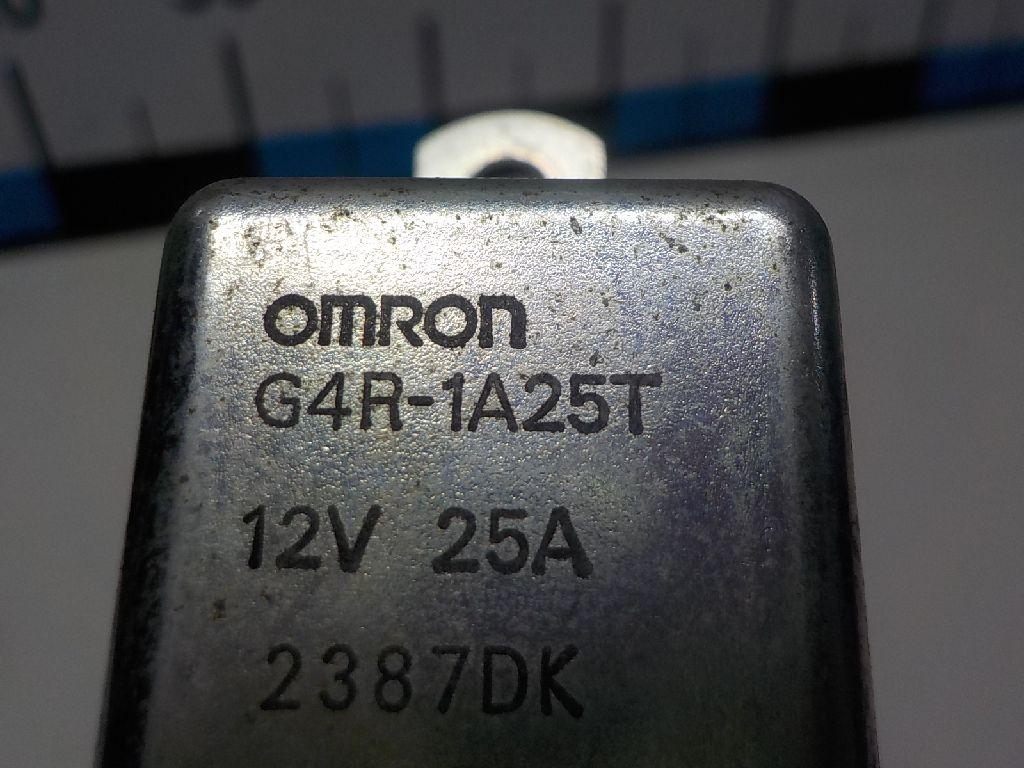 omron
G4R-1A25T
12V 25A
2387DK